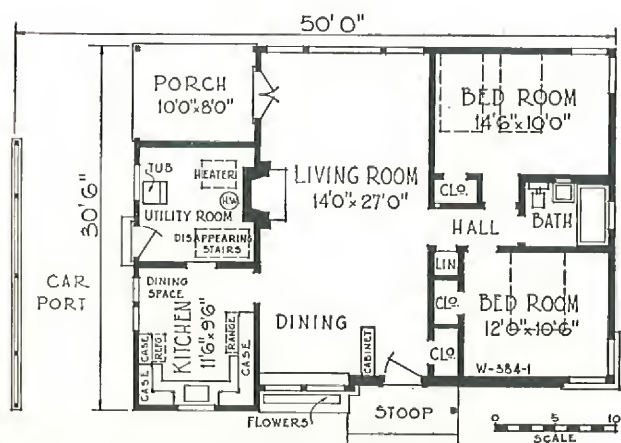 50'0"
PORCH
10'0"x8'0"
BED ROOM
14'6"x10'0"
30'6"
TUB
HEATER
H.W.
UTILITY ROOM
DISAPPEARING
STAIRS
LIVING ROOM
14'0"x27'0"
CLO.
HALL
BATH
CAR
PORT
DINING
SPACE
KITCHEN
11'6"x9'6"
CASE
REFG
RANGE
CASE
CASE
DINING
CABINET
LIN.
CLO.
CLO.
BED ROOM
12'0"x10'6"
W-384-1
FLOWERS
STOOP
0 5 10
SCALE